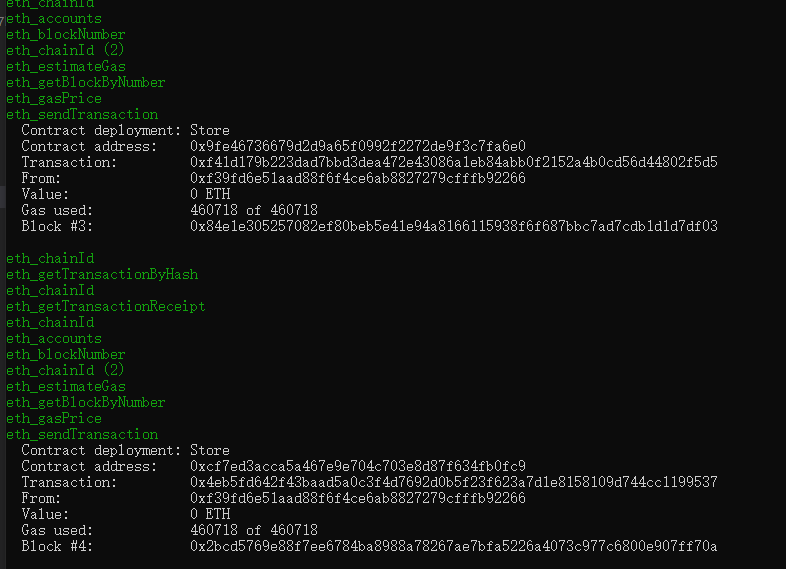 eth_chainId
eth_accounts
eth_blockNumber
eth_chainId (2)
eth_estimateGas
eth_getBlockByNumber
eth_gasPrice
eth_sendTransaction
Contract deployment: Store
Contract address: 0x9fe46736679d2d9a65f0992f2272de9f3c7fa6e0
Transaction: 0xf41d179b223dad7bbd3dea472e43086a1eb84abb0f2152a4b0cd56d44802f5d5
From: 0xf39fd6e51aad88f6f4ce6ab8827279cfffb92266
Value: 0 ETH
Gas used: 460718 of 460718
Block #3: 0x84e1e305257082ef80beb5e41e94a8166115938f6f687bbc7ad7cdb1d1d7df03
eth_chainId
eth_getTransactionByHash
eth_chainId
eth_getTransactionReceipt
eth_chainId
eth_accounts
eth_blockNumber
eth_chainId (2)
eth_estimateGas
eth_getBlockByNumber
eth_gasPrice
eth_sendTransaction
Contract deployment: Store
Contract address: 0xcf7ed3acca5a467e9e704c703e8d87f634fb0fc9
Transaction: 0x4eb5fd642f43baad5a0c3f4d7692d0b5f23f623a7d1e8158109d744cc1199537
From: 0xf39fd6e51aad88f6f4ce6ab8827279cfffb92266
Value: 0 ETH
Gas used: 460718 of 460718
Block #4: 0x2bcd5769e88f7ee6784ba8988a78267ae7bfa5226a4073c977c6800e907ff70a